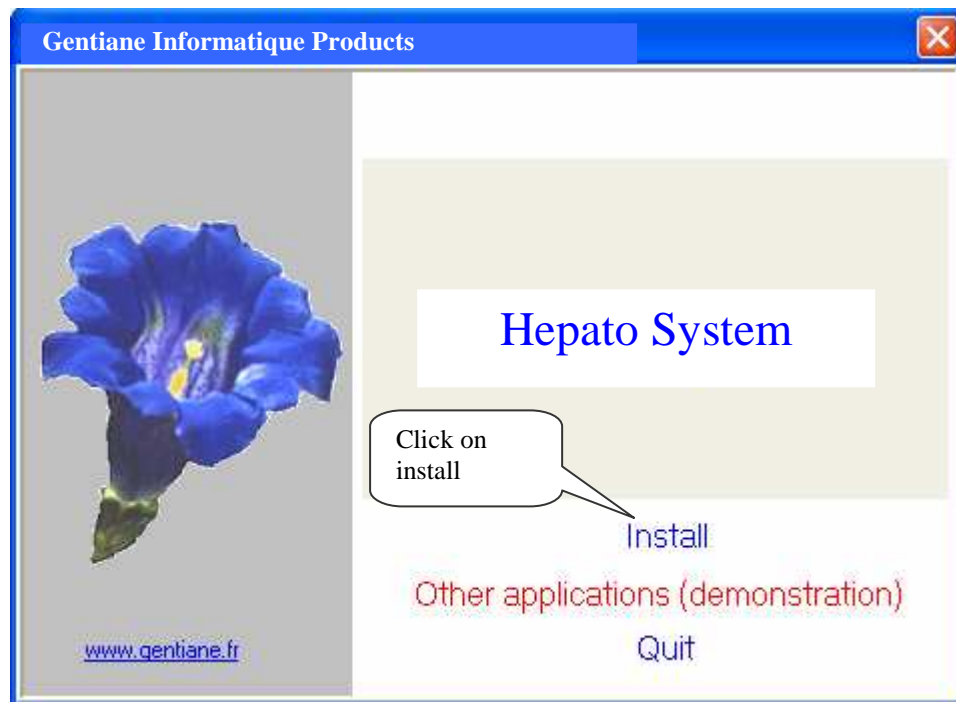 Gentiane Informatique Products
Hepato System
Click on
install
Install
Other applications (demonstration)
Quit
www.gentiane.fr